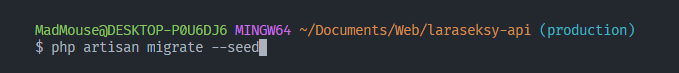 MadMouse@DESKTOP-P0U6DJ6 MINGW64 ~/Documents/Web/laraseksy-api (production)
$ php artisan migrate --seed